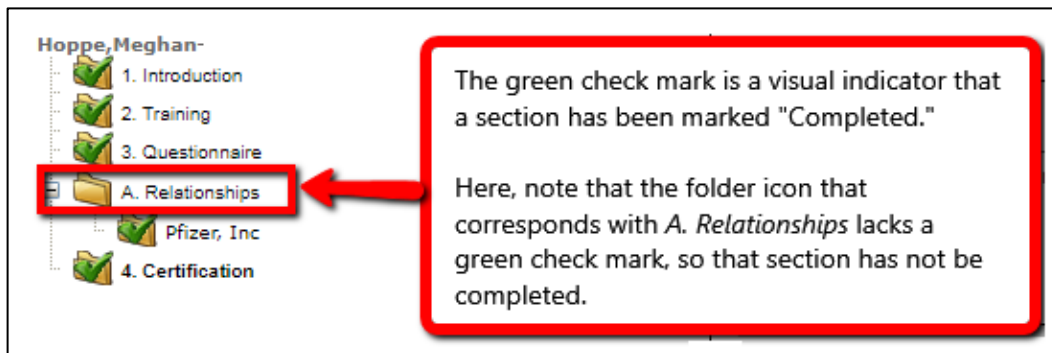 Hoppe,Meghan-
1. Introduction
2. Training
3. Questionnaire
A. Relationships
Pfizer, Inc
4. Certification
The green check mark is a visual indicator that
a section has been marked "Completed."
Here, note that the folder icon that
corresponds with A. Relationships lacks a
green check mark, so that section has not be
completed.